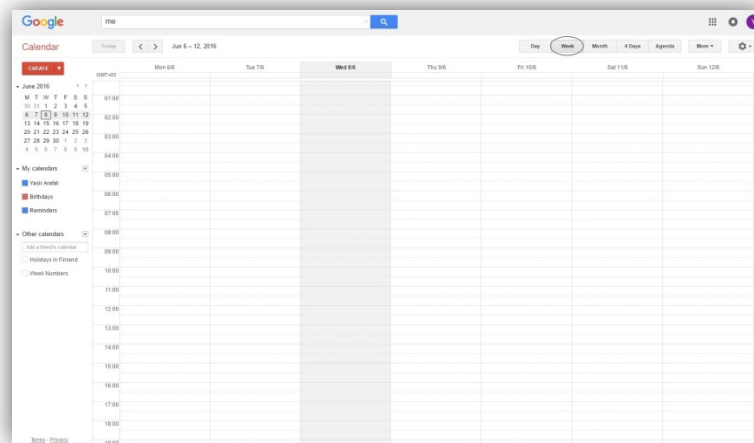 Google
me
Calendar
Today
Jun 6 – 12, 2016
Day Week Month 4 Days Agenda More
CREATE
GMT+03
Mon 6/6 Tue 7/6 Wed 8/6 Thu 9/6 Fri 10/6 Sat 11/6 Sun 12/6
June 2016
M T W T F S S
30 31 1 2 3 4 5
6 7 8 9 10 11 12
13 14 15 16 17 18 19
20 21 22 23 24 25 26
27 28 29 30 1 2 3
4 5 6 7 8 9 10
My calendars
Yasir Arafat
Birthdays
Reminders
Other calendars
Add a friend's calendar
Holidays in Finland
Week Numbers
01:00
02:00
03:00
04:00
05:00
06:00
07:00
08:00
09:00
10:00
11:00
12:00
13:00
14:00
15:00
16:00
17:00
18:00
19:00
Terms - Privacy